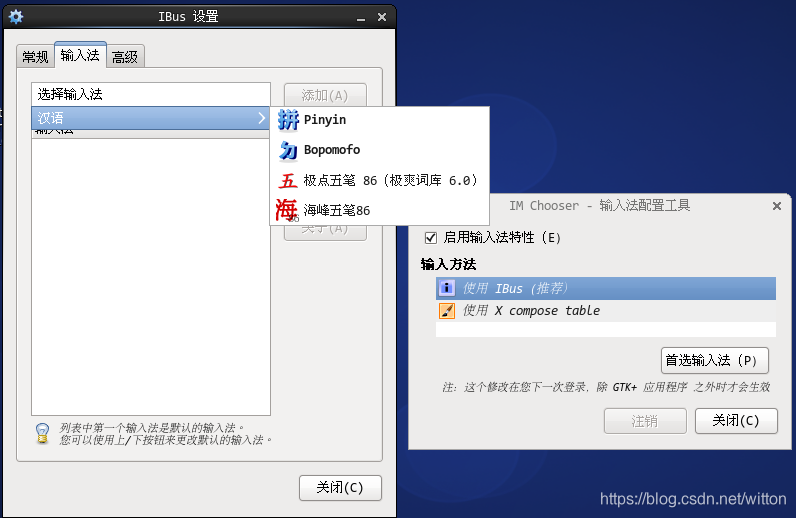 IBus 设置
常规
输入法
高级
选择输入法
添加(A)
汉语
输入法
Pinyin
Bopomofo
五 极点五笔 86（极爽词库 6.0）
海 86 海峰五笔86
关于(A)
列表中第一个输入法是默认的输入法。
您可以使用上/下按钮来更改默认的输入法。
关闭(C)
IM Chooser - 输入法配置工具
启用输入法特性（E）
输入方法
使用 IBus（推荐）
使用 X compose table
首选输入法（P）
注：这个修改在您下一次登录、除 GTK+ 应用程序 之外时才会生效
注销
关闭(C)
https://blog.csdn.net/witton